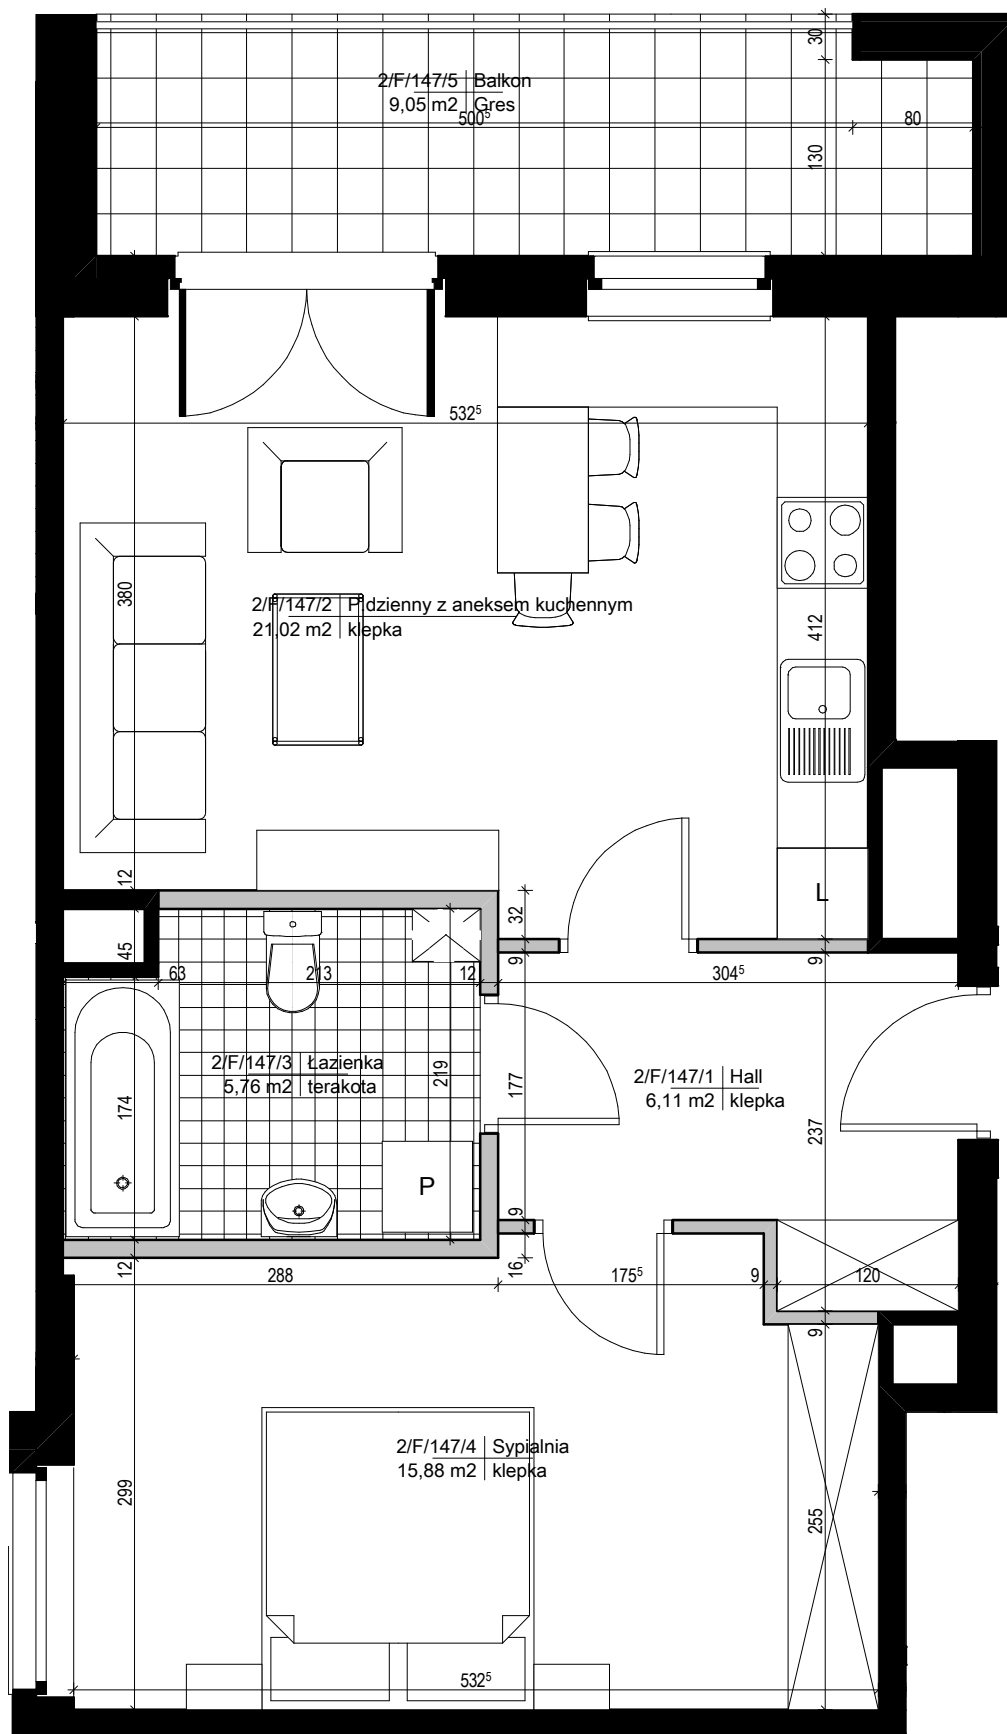 30
2/F/147/5 Balkon
9,05 m2 Gres
500⁵
80
130
532⁵
380
2/F/147/2 P.dzienny z aneksem kuchennym
21,02 m2 klepka
412
12
L
32
45
63
213
12
9
304⁵
9
2/F/147/3 Łazienka
5,76 m2 terakota
219
177
2/F/147/1 Hall
6,11 m2 klepka
174
237
P
9
12
288
16
175⁵
9
120
9
2/F/147/4 Sypialnia
15,88 m2 klepka
299
255
532⁵